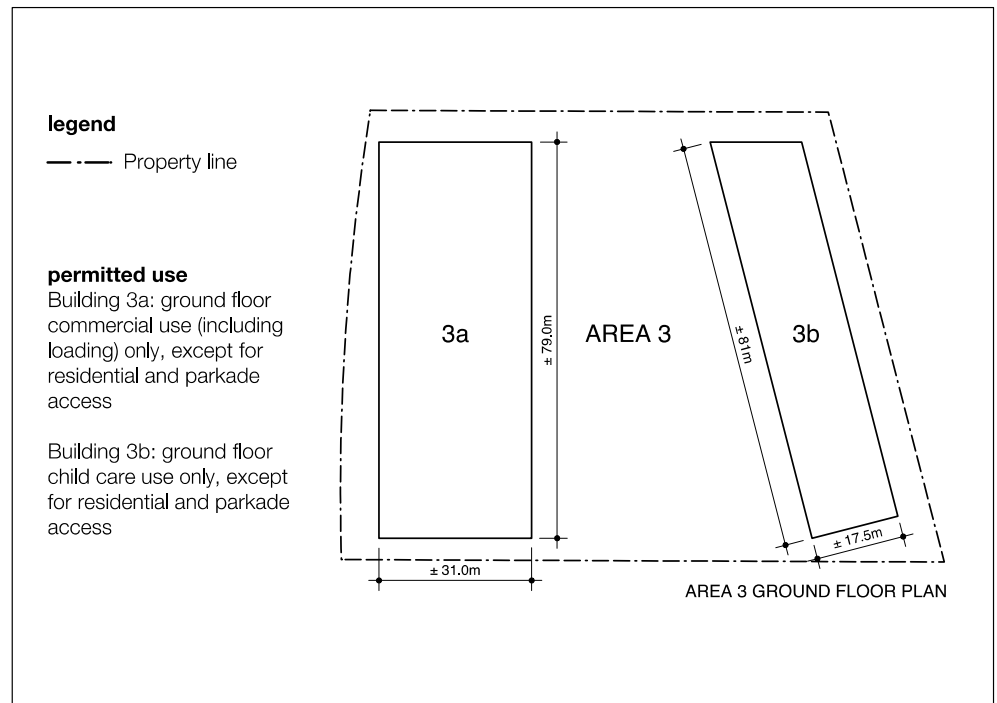 legend
Property line
permitted use
Building 3a: ground floor
commercial use (including
loading) only, except for
residential and parkade
access
Building 3b: ground floor
child care use only, except
for residential and parkade
access
3a
± 79.0m
AREA 3
± 81m
3b
± 31.0m
± 17.5m
AREA 3 GROUND FLOOR PLAN